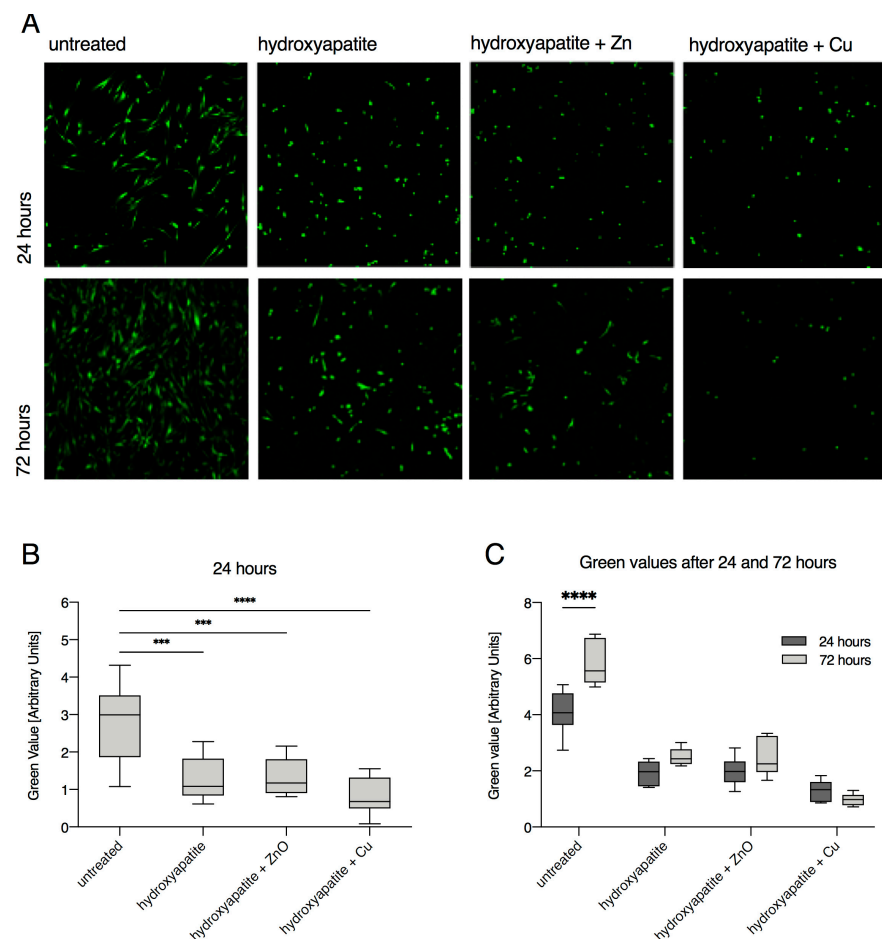 A
untreated
hydroxyapatite
hydroxyapatite + Zn
hydroxyapatite + Cu
24 hours
72 hours
B
24 hours
Green Value [Arbitrary Units]
6
5
4
3
2
1
0
****
***
***
untreated
hydroxyapatite
hydroxyapatite + ZnO
hydroxyapatite + Cu
C
Green values after 24 and 72 hours
Green value [Arbitrary Units]
8
6
4
2
0
****
24 hours
72 hours
untreated
hydroxyapatite
hydroxyapatite + ZnO
hydroxyapatite + Cu